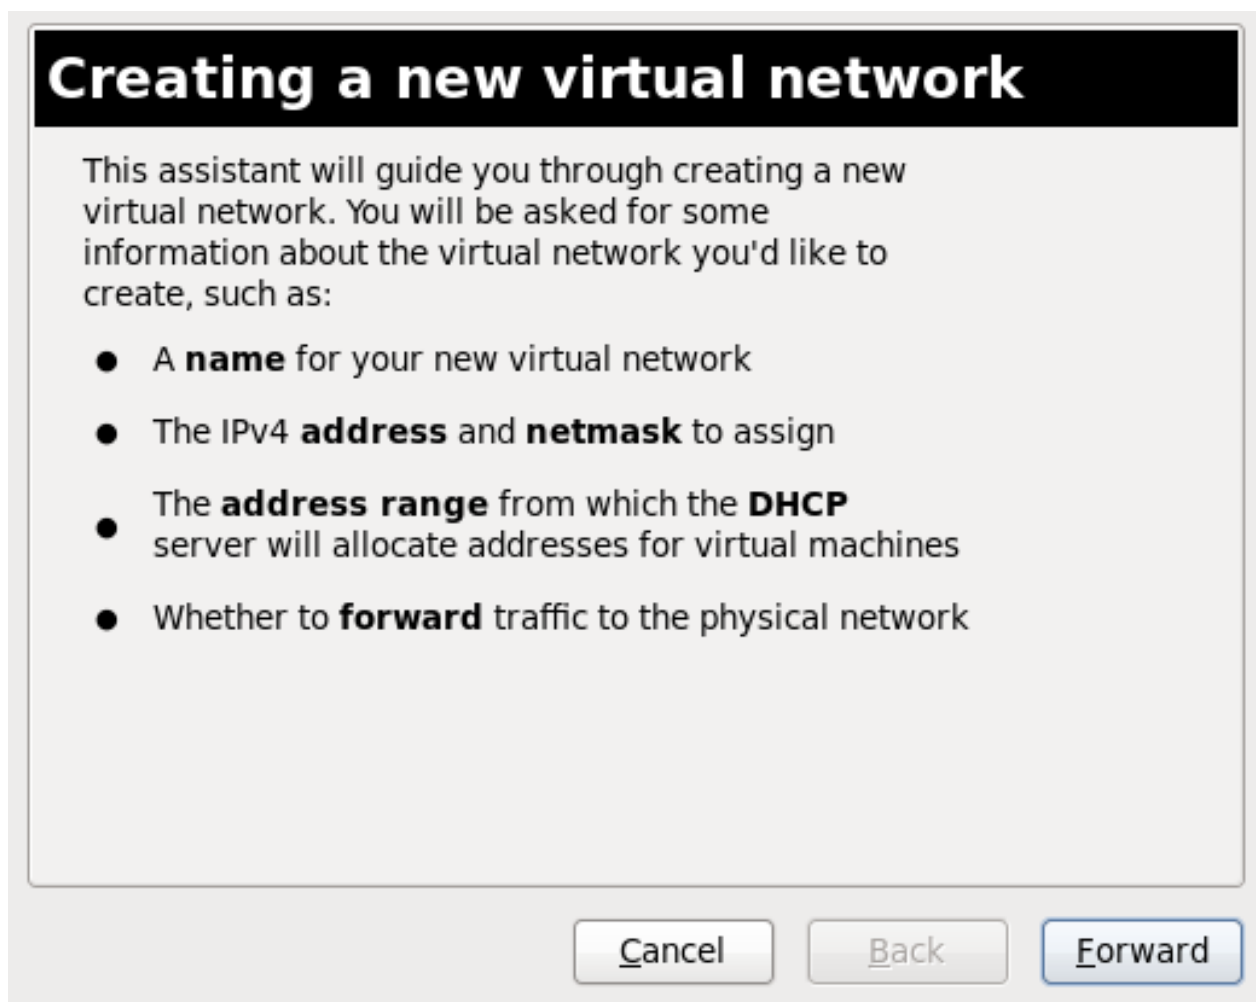 Creating a new virtual network
This assistant will guide you through creating a new
virtual network. You will be asked for some
information about the virtual network you'd like to
create, such as:
● A name for your new virtual network
● The IPv4 address and netmask to assign
● The address range from which the DHCP
server will allocate addresses for virtual machines
● Whether to forward traffic to the physical network
Cancel Back Forward